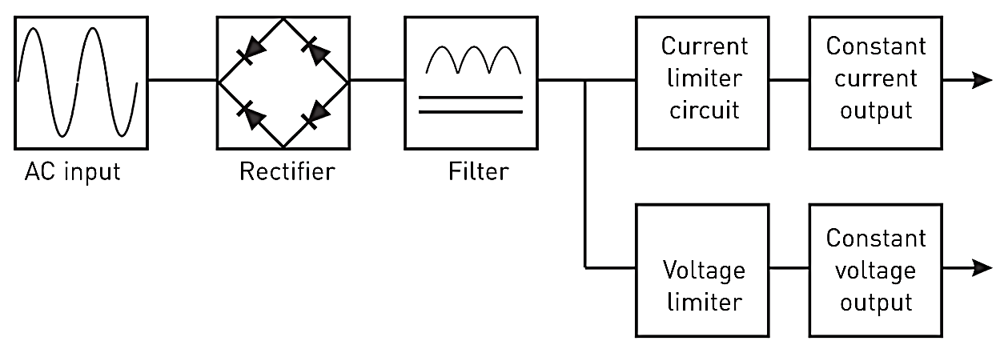 Current
limiter
circuit
Constant
current
output
AC input
Rectifier
Filter
Voltage
limiter
Constant
voltage
output